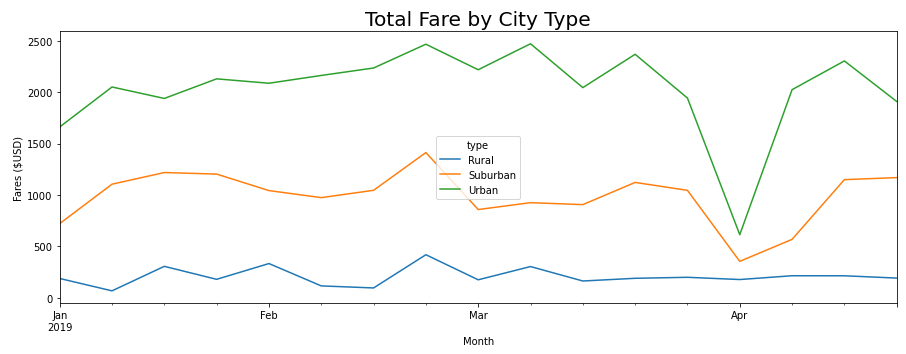 Total Fare by City Type
Fares ($USD)
2500
2000
1500
1000
500
0
type
Rural
Suburban
Urban
Jan
2019
Feb
Mar
Apr
Month